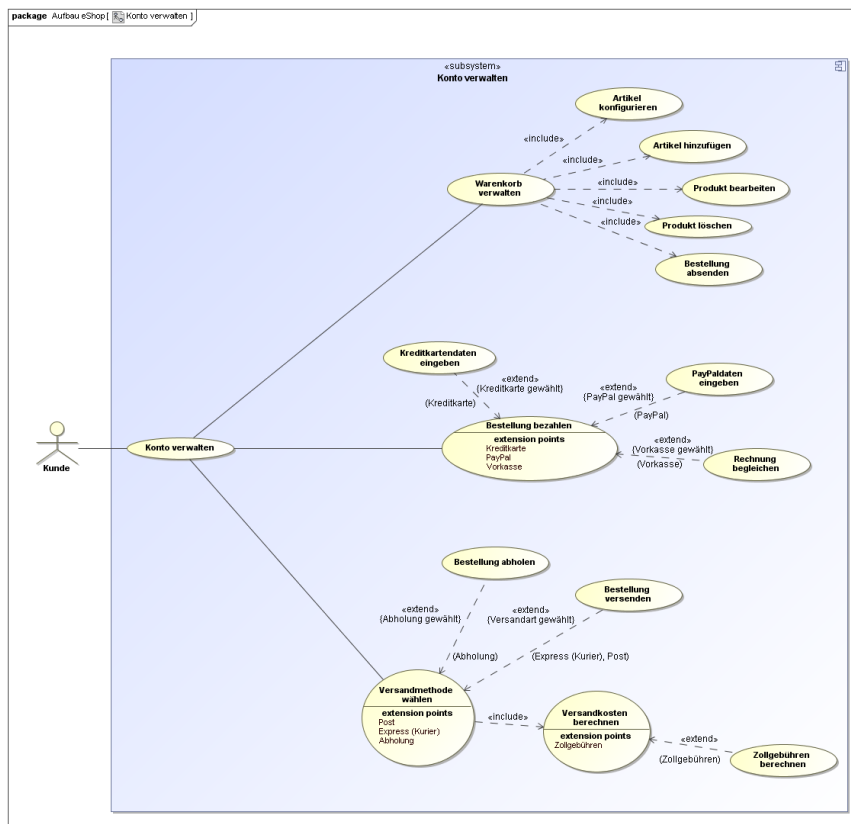 package Aufbau eShop [ Konto verwalten ]
«subsystem»
Konto verwalten
Artikel
konfigurieren
«include»
Artikel hinzufügen
«include»
Warenkorb
verwalten
«include»
Produkt bearbeiten
«include»
Produkt löschen
«include»
Bestellung
absenden
Kreditkartendaten
eingeben
PayPaldaten
eingeben
«extend»
{Kreditkarte gewählt}
(Kreditkarte)
«extend»
{PayPal gewählt}
(PayPal)
Bestellung bezahlen
extension points
Kreditkarte
PayPal
Vorkasse
«extend»
{Vorkasse gewählt}
(Vorkasse)
Rechnung
begleichen
Konto verwalten
Kunde
Bestellung abholen
Bestellung
versenden
«extend»
{Abholung gewählt}
(Abholung)
«extend»
{Versandart gewählt}
(Express (Kurier), Post)
Versandmethode
wählen
extension points
Post
Express (Kurier)
Abholung
«include»
Versandkosten
berechnen
extension points
Zollgebühren
«extend»
(Zollgebühren)
Zollgebühren
berechnen